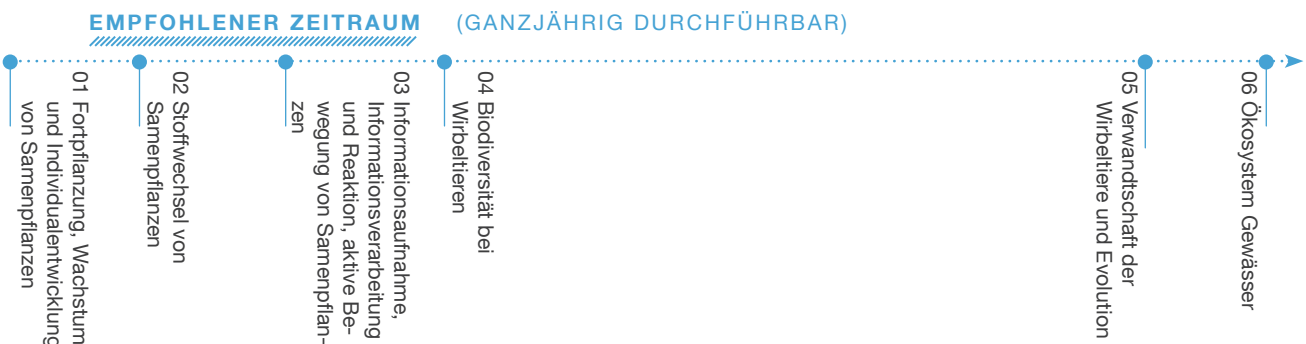 EMPFOHLENER ZEITRAUM (GANZJÄHRIG DURCHFÜHRBAR)
01 Fortpflanzung, Wachstum
und Individualentwicklung
von Samenpflanzen
02 Stoffwechsel von
Samenpflanzen
03 Informationsaufnahme,
Informationsverarbeitung
und Reaktion, aktive Be-
wegung von Samenpflan-
zen
04 Biodiversität bei
Wirbeltieren
05 Verwandtschaft der
Wirbeltiere und Evolution
06 Ökosystem Gewässer